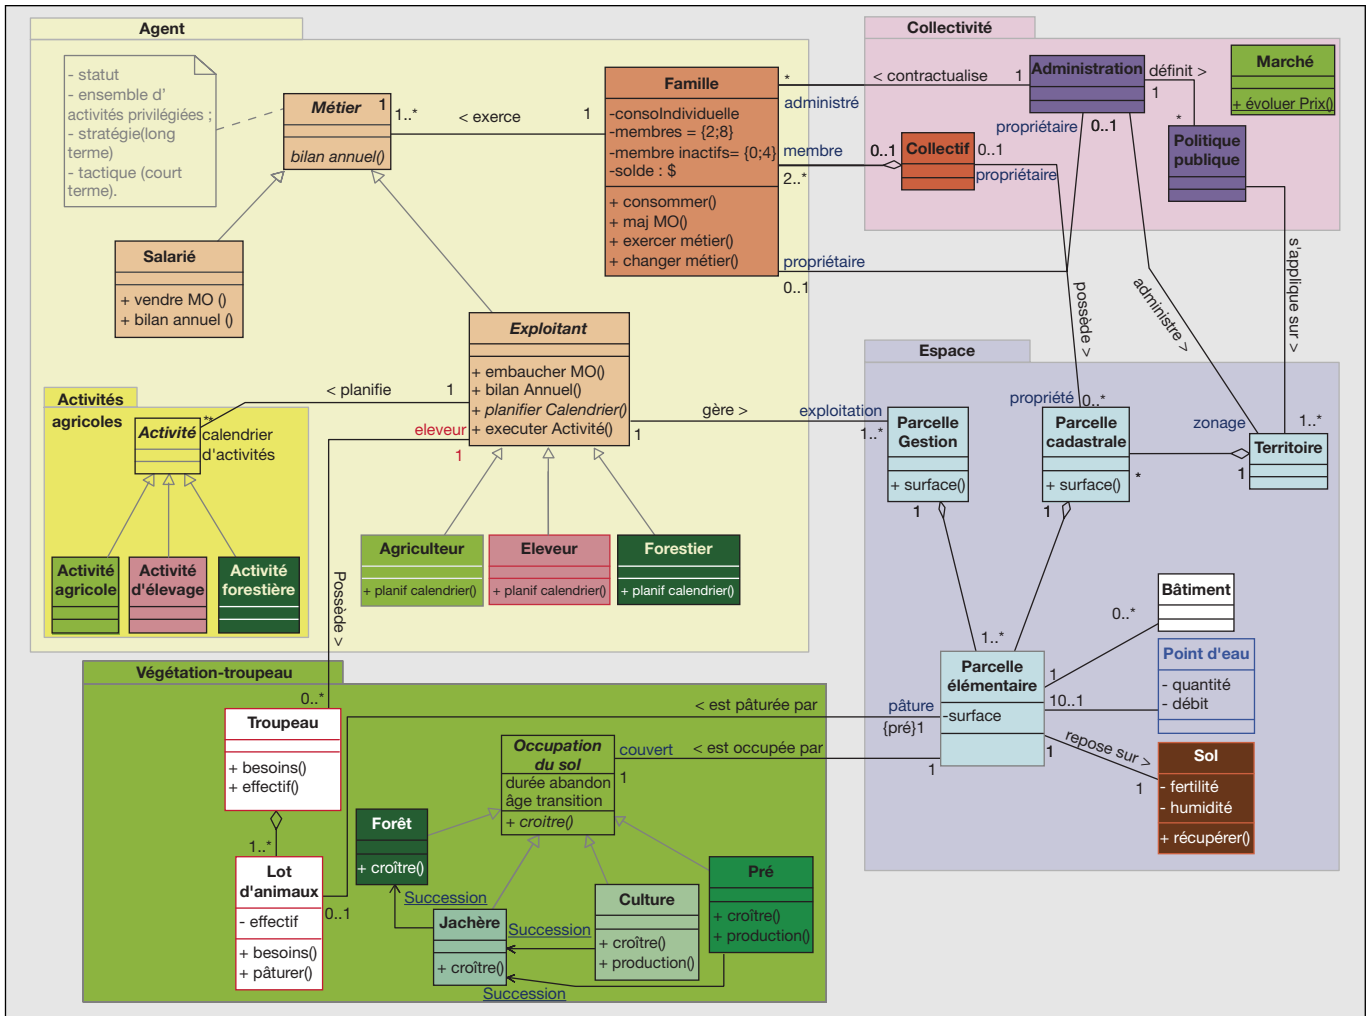 Agent
- statut
- ensemble d'
activités privilégiées ;
- stratégie(long
terme)
- tactique (court
terme).
Métier
1
bilan annuel()
1..*
< exerce
1
Famille
-consoIndividuelle
-membres = {2;8}
-membre inactifs= {0;4}
-solde : $
+ consommer()
+ maj MO()
+ exercer métier()
+ changer métier()
Salarié
+ vendre MO ()
+ bilan annuel ()
Exploitant
+ embaucher MO()
+ bilan Annuel()
+ planifier Calendrier()
+ executer Activité()
< planifie
1
eleveur
1
Activités
agricoles
Activité
**
calendrier
d'activités
Activité
agricole
Activité
d'élevage
Activité
forestière
Agriculteur
+ planif calendrier()
Eleveur
+ planif calendrier()
Forestier
+ planif calendrier()
Possède >
0..*
Collectivité
*
< contractualise
1
administré
Administration
définit >
1
*
Marché
+ évoluer Prix()
propriétaire
0..1
Politique
publique
membre
2..*
0..1
Collectif
0..1
propriétaire
propriétaire
0..1
possède >
administre >
s'applique sur >
Espace
gère >
1
exploitation
1..*
Parcelle
Gestion
+ surface()
1
propriété
0..*
Parcelle
cadastrale
+ surface()
1
*
zonage
1..*
Territoire
1
1..*
Parcelle
élémentaire
-surface
0..*
1
Bâtiment
10..1
Point d'eau
- quantité
- débit
1
repose sur >
1
Sol
- fertilité
- humidité
+ récupérer()
Végétation-troupeau
Troupeau
+ besoins()
+ effectif()
1..*
Lot
d'animaux
- effectif
+ besoins()
+ pâturer()
0..1
< est pâturée par
pâture
{pré}1
Occupation
du sol
durée abandon
âge transition
+ croitre()
couvert
1
< est occupée par
1
Forêt
+ croître()
Succession
Jachère
+ croître()
Succession
Culture
+ croître()
+ production()
Pré
+ croître()
+ production()
Succession